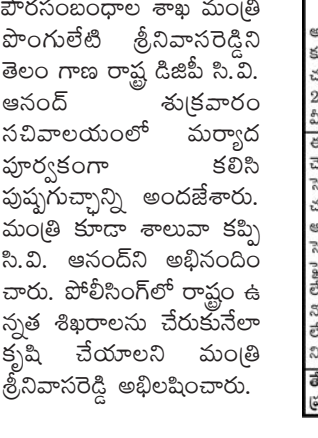 పౌరసంబంధాల శాఖ మంత్రి
పొంగులేటి శ్రీనివాసరెడ్డిని
తెలం గాణ రాష్ట్ర డిజిపీ సి.వి.
ఆనంద్ శుక్రవారం
సచివాలయంలో మర్యాద
పూర్వకంగా కలిసి
పుష్పగుచ్ఛాన్ని అందజేశారు.
మంత్రి కూడా శాలువా కప్పి
సి.వి. ఆనంద్‌ని అభినందిం
చారు. పోలీసింగ్‌లో రాష్ట్రం ఉ
న్నత శిఖరాలను చేరుకునేలా
కృషి చేయాలని మంత్రి
శ్రీనివాసరెడ్డి అభిలషించారు.